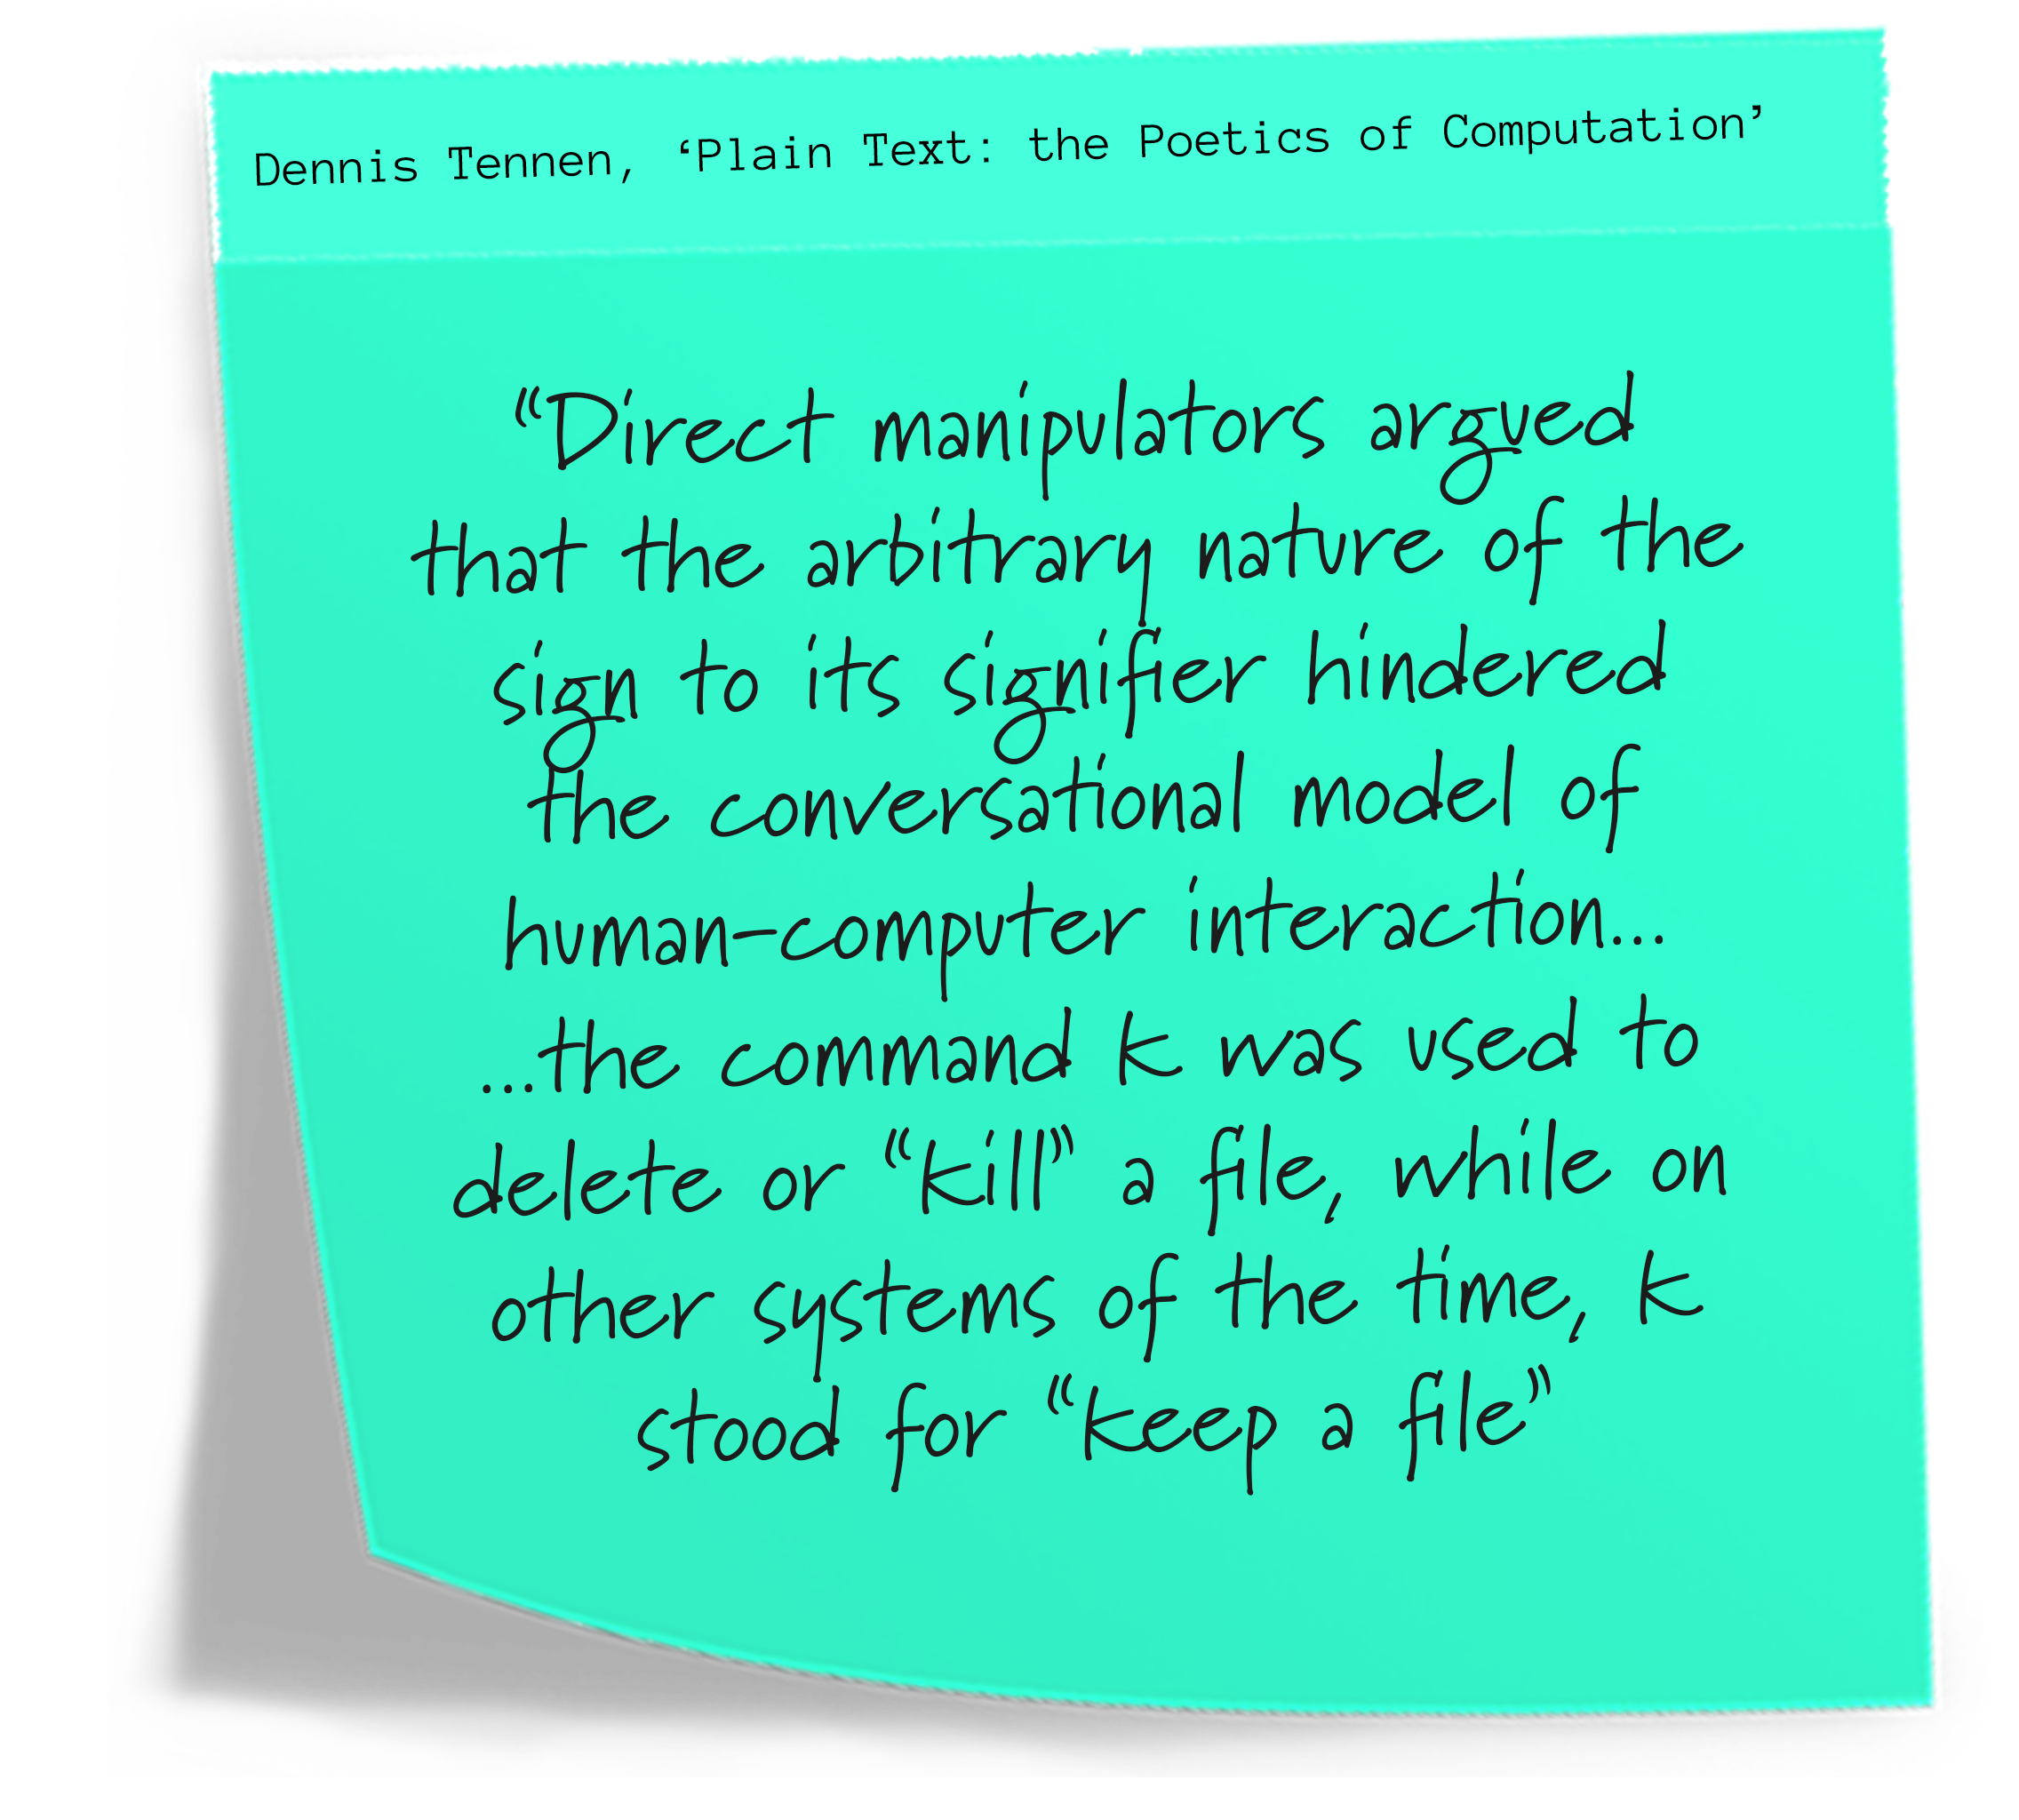 Dennis Tennen, ‘Plain Text: the Poetics of Computation’
“Direct manipulators argued
that the arbitrary nature of the
sign to its signifier hindered
the conversational model of
human-computer interaction...
...the command k was used to
delete or “kill” a file, while on
other systems of the time, k
stood for “keep a file”